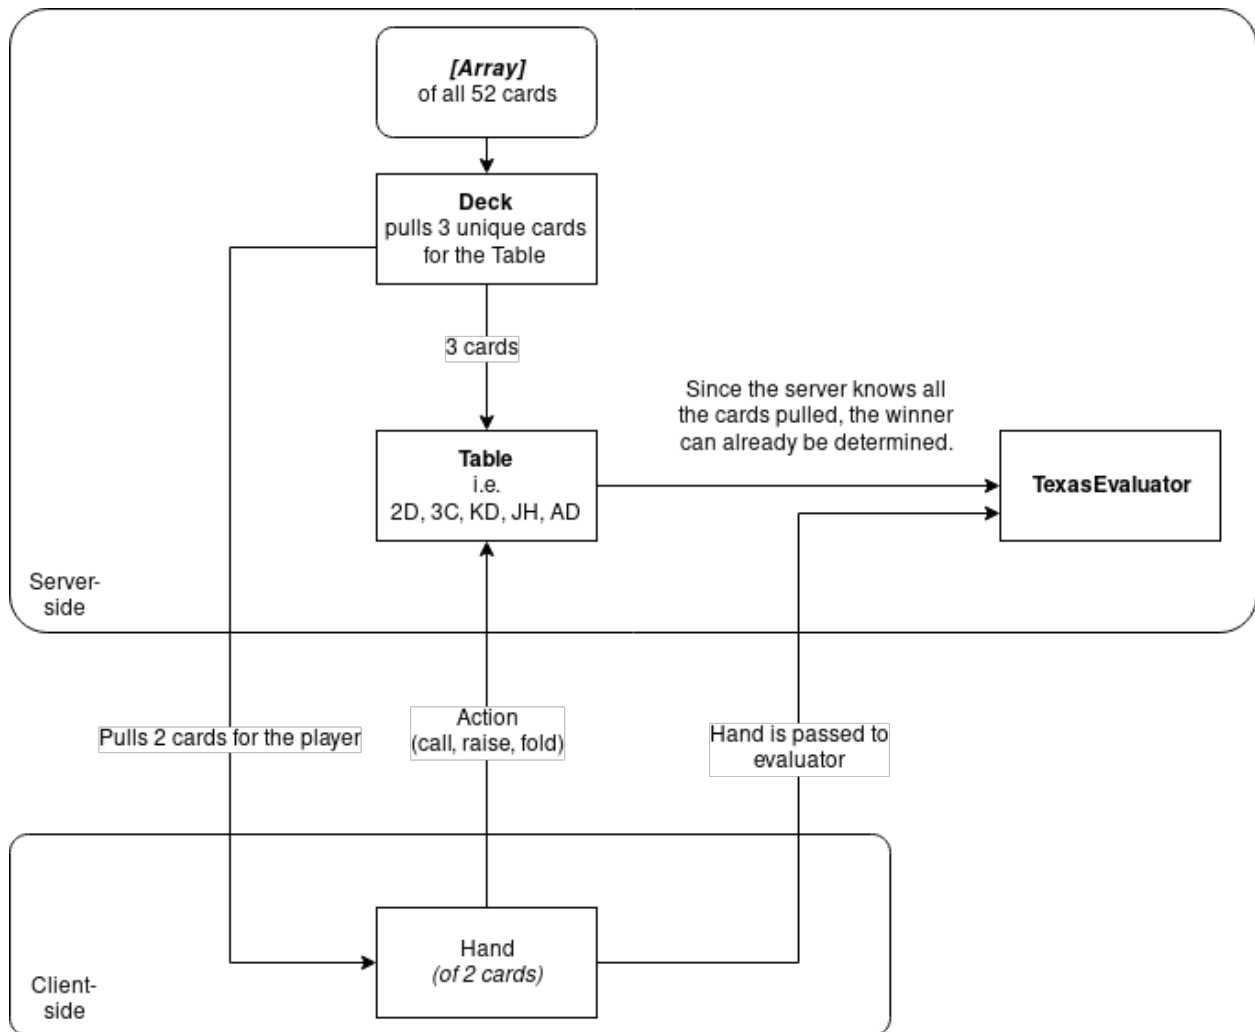 [Array]
of all 52 cards
Deck
pulls 3 unique cards
for the Table
3 cards
Since the server knows all
the cards pulled, the winner
can already be determined.
Table
i.e.
2D, 3C, KD, JH, AD
TexasEvaluator
Server-
side
Pulls 2 cards for the player
Action
(call, raise, fold)
Hand is passed to
evaluator
Hand
(of 2 cards)
Client-
side